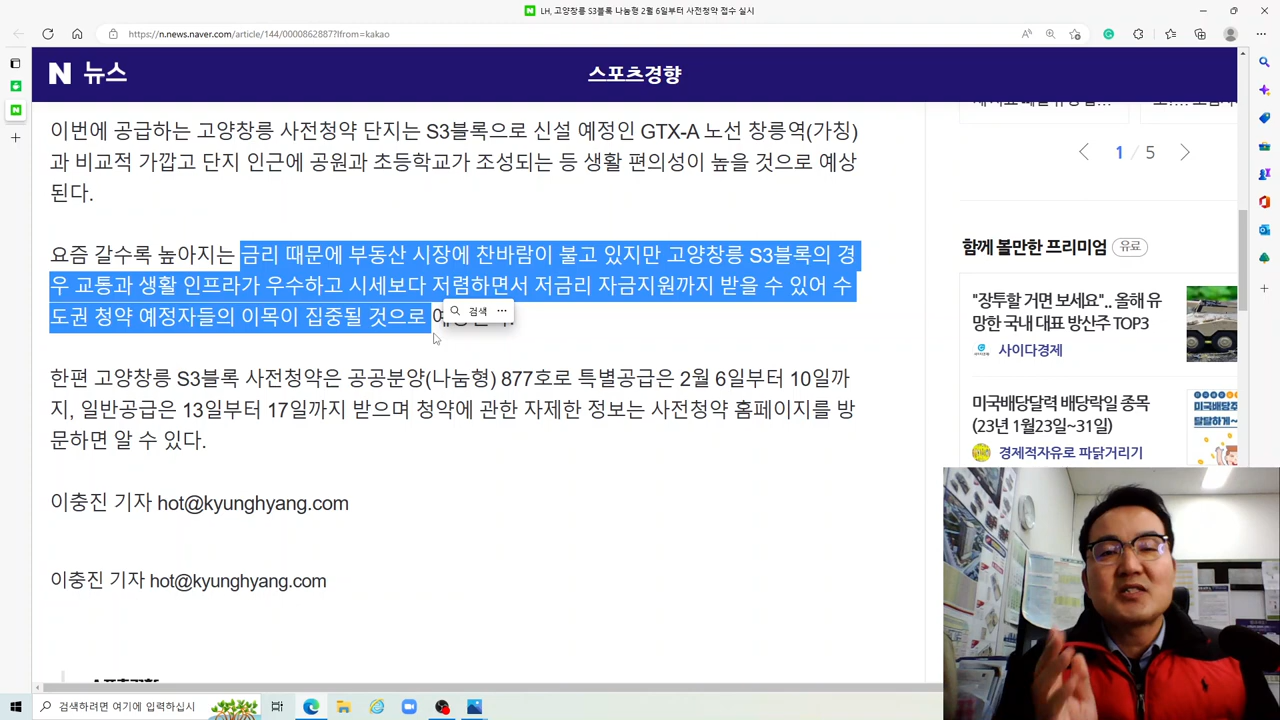 LH, 고양창릉 S3블록 나눔형 2월 6일부터 사전청약 접수 실시
https://n.news.naver.com/article/144/0000862887?lfrom=kakao
N 뉴스
스포츠경향
이번에 공급하는 고양창릉 사전청약 단지는 S3블록으로 신설 예정인 GTX-A 노선 창릉역(가칭)
과 비교적 가깝고 단지 인근에 공원과 초등학교가 조성되는 등 생활 편의성이 높을 것으로 예상
된다.
1 / 5
요즘 갈수록 높아지는 금리 때문에 부동산 시장에 찬바람이 불고 있지만 고양창릉 S3블록의 경
우 교통과 생활 인프라가 우수하고 시세보다 저렴하면서 저금리 자금지원까지 받을 수 있어 수
도권 청약 예정자들의 이목이 집중될 것으로
검색 ···
함께 볼만한 프리미엄 유료
"장투할 거면 보세요".. 올해 유
망한 국내 대표 방산주 TOP3
사이다경제
한편 고양창릉 S3블록 사전청약은 공공분양(나눔형) 877호로 특별공급은 2월 6일부터 10일까
지, 일반공급은 13일부터 17일까지 받으며 청약에 관한 자제한 정보는 사전청약 홈페이지를 방
문하면 알 수 있다.
미국배당달력 배당락일 종목
(23년 1월23일~31일)
경제적자유로 파닭거리기
미국배당주
달달하게~
이충진 기자 hot@kyunghyang.com
이충진 기자 hot@kyunghyang.com
검색하려면 여기에 입력하십시